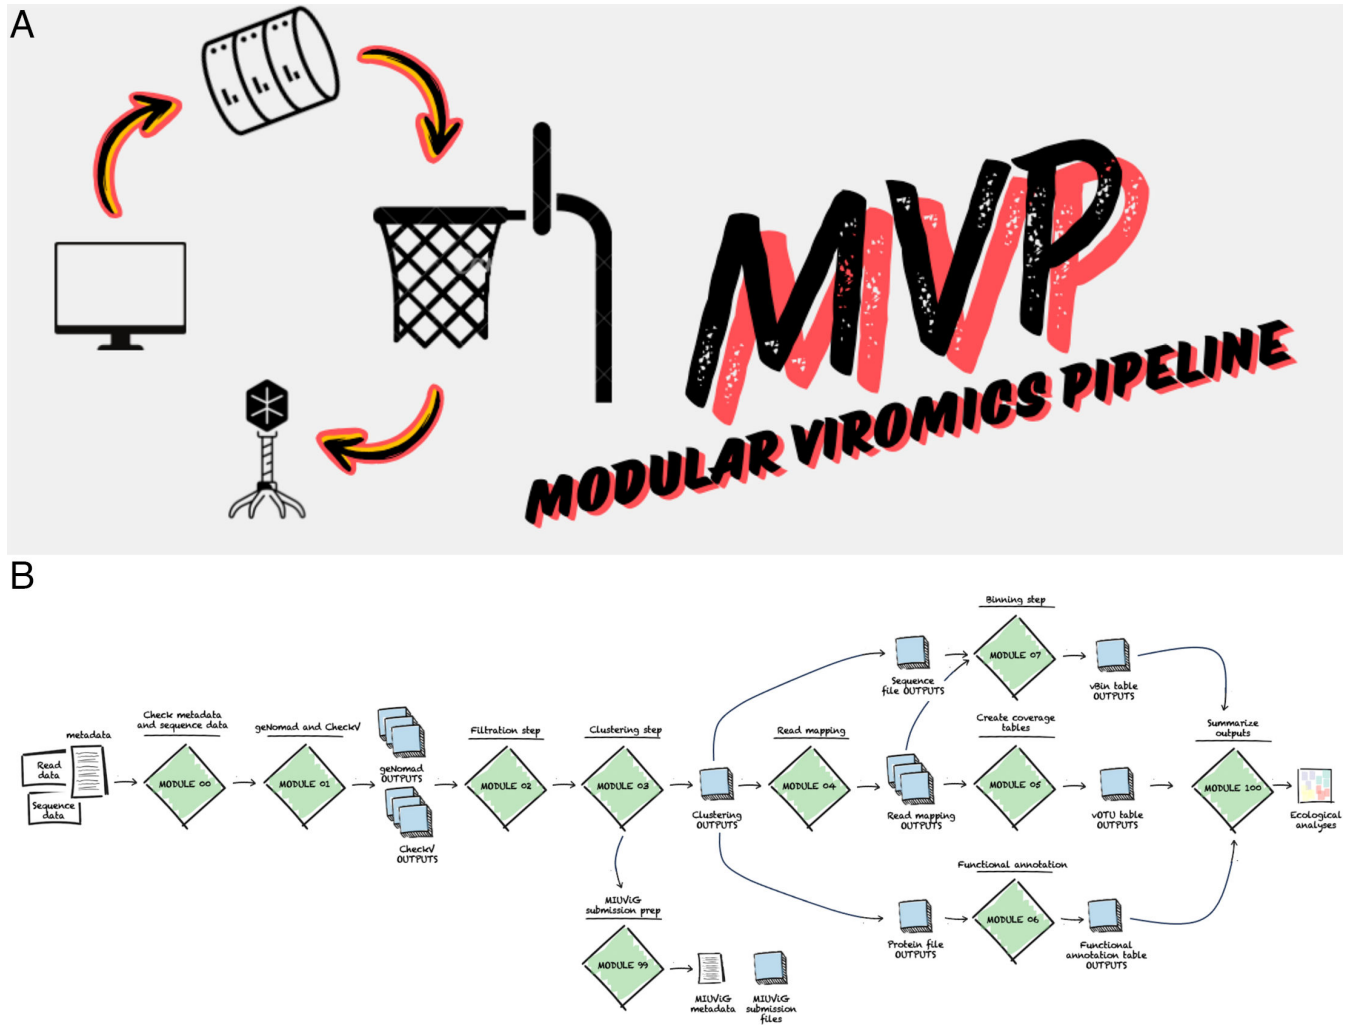 A
MVP
MODULAR VIROMICS PIPELINE
B
Read
data
Sequence
data
metadata
Check metadata
and sequence data
MODULE 00
geNomad and CheckV
MODULE 01
geNomad
OUTPUTS
CheckV
OUTPUTS
Filtration step
MODULE 02
Clustering step
MODULE 03
MIUViG
submission prep
MODULE 99
MIUViG
metadata
MIUViG
submission
files
Clustering
OUTPUTS
Read mapping
MODULE 04
Read mapping
OUTPUTS
Sequence
file OUTPUTS
Binning step
MODULE 07
vBin table
OUTPUTS
Create coverage
tables
MODULE 05
vOTU table
OUTPUTS
Protein file
OUTPUTS
Functional annotation
MODULE 06
Functional
annotation table
OUTPUTS
Summarize
outputs
MODULE 100
Ecological
analyses